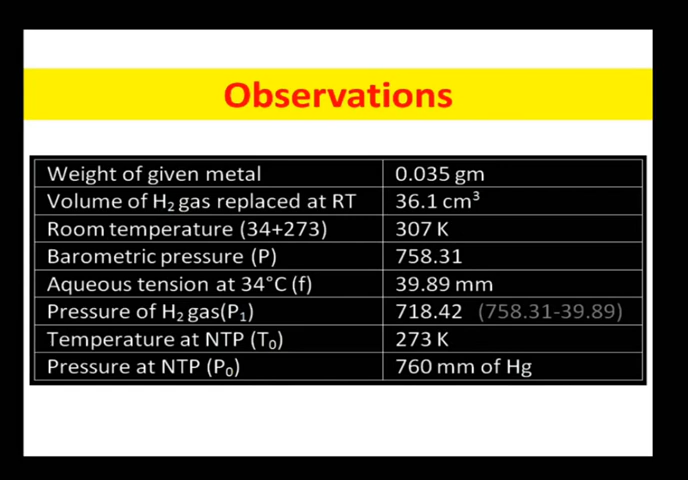 Observations
Weight of given metal 0.035 gm
Volume of H₂ gas replaced at RT 36.1 cm³
Room temperature (34+273) 307 K
Barometric pressure (P) 758.31
Aqueous tension at 34°C (f) 39.89 mm
Pressure of H₂ gas(P₁) 718.42 (758.31-39.89)
Temperature at NTP (T₀) 273 K
Pressure at NTP (P₀) 760 mm of Hg